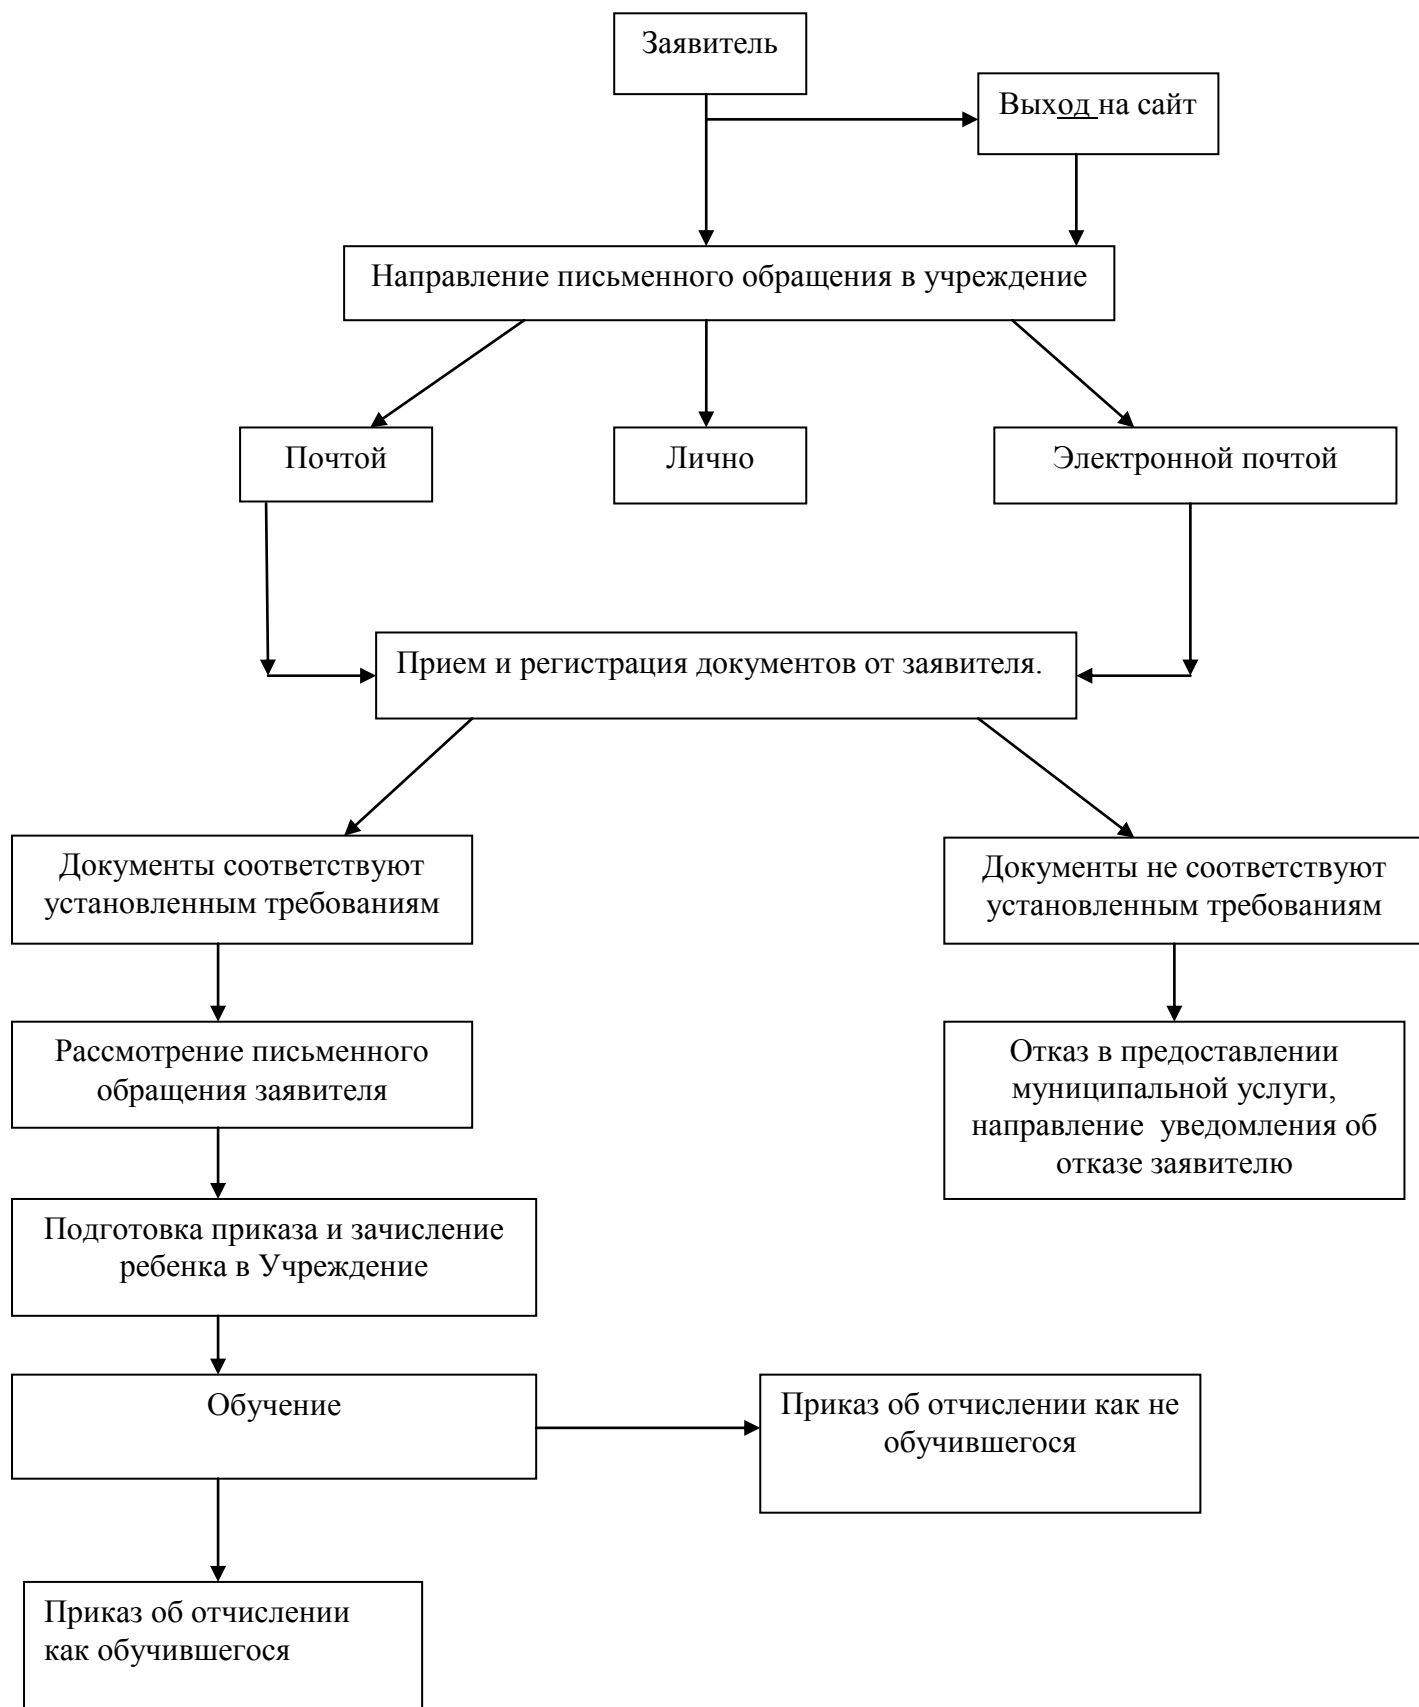 Заявитель
Выход на сайт
Направление письменного обращения в учреждение
Почтой
Лично
Электронной почтой
Прием и регистрация документов от заявителя.
Документы соответствуют
установленным требованиям
Документы не соответствуют
установленным требованиям
Рассмотрение письменного
обращения заявителя
Отказ в предоставлении
муниципальной услуги,
направление  уведомления об
отказе заявителю
Подготовка приказа и зачисление
ребенка в Учреждение
Обучение
Приказ об отчислении как не
обучившегося
Приказ об отчислении
как обучившегося